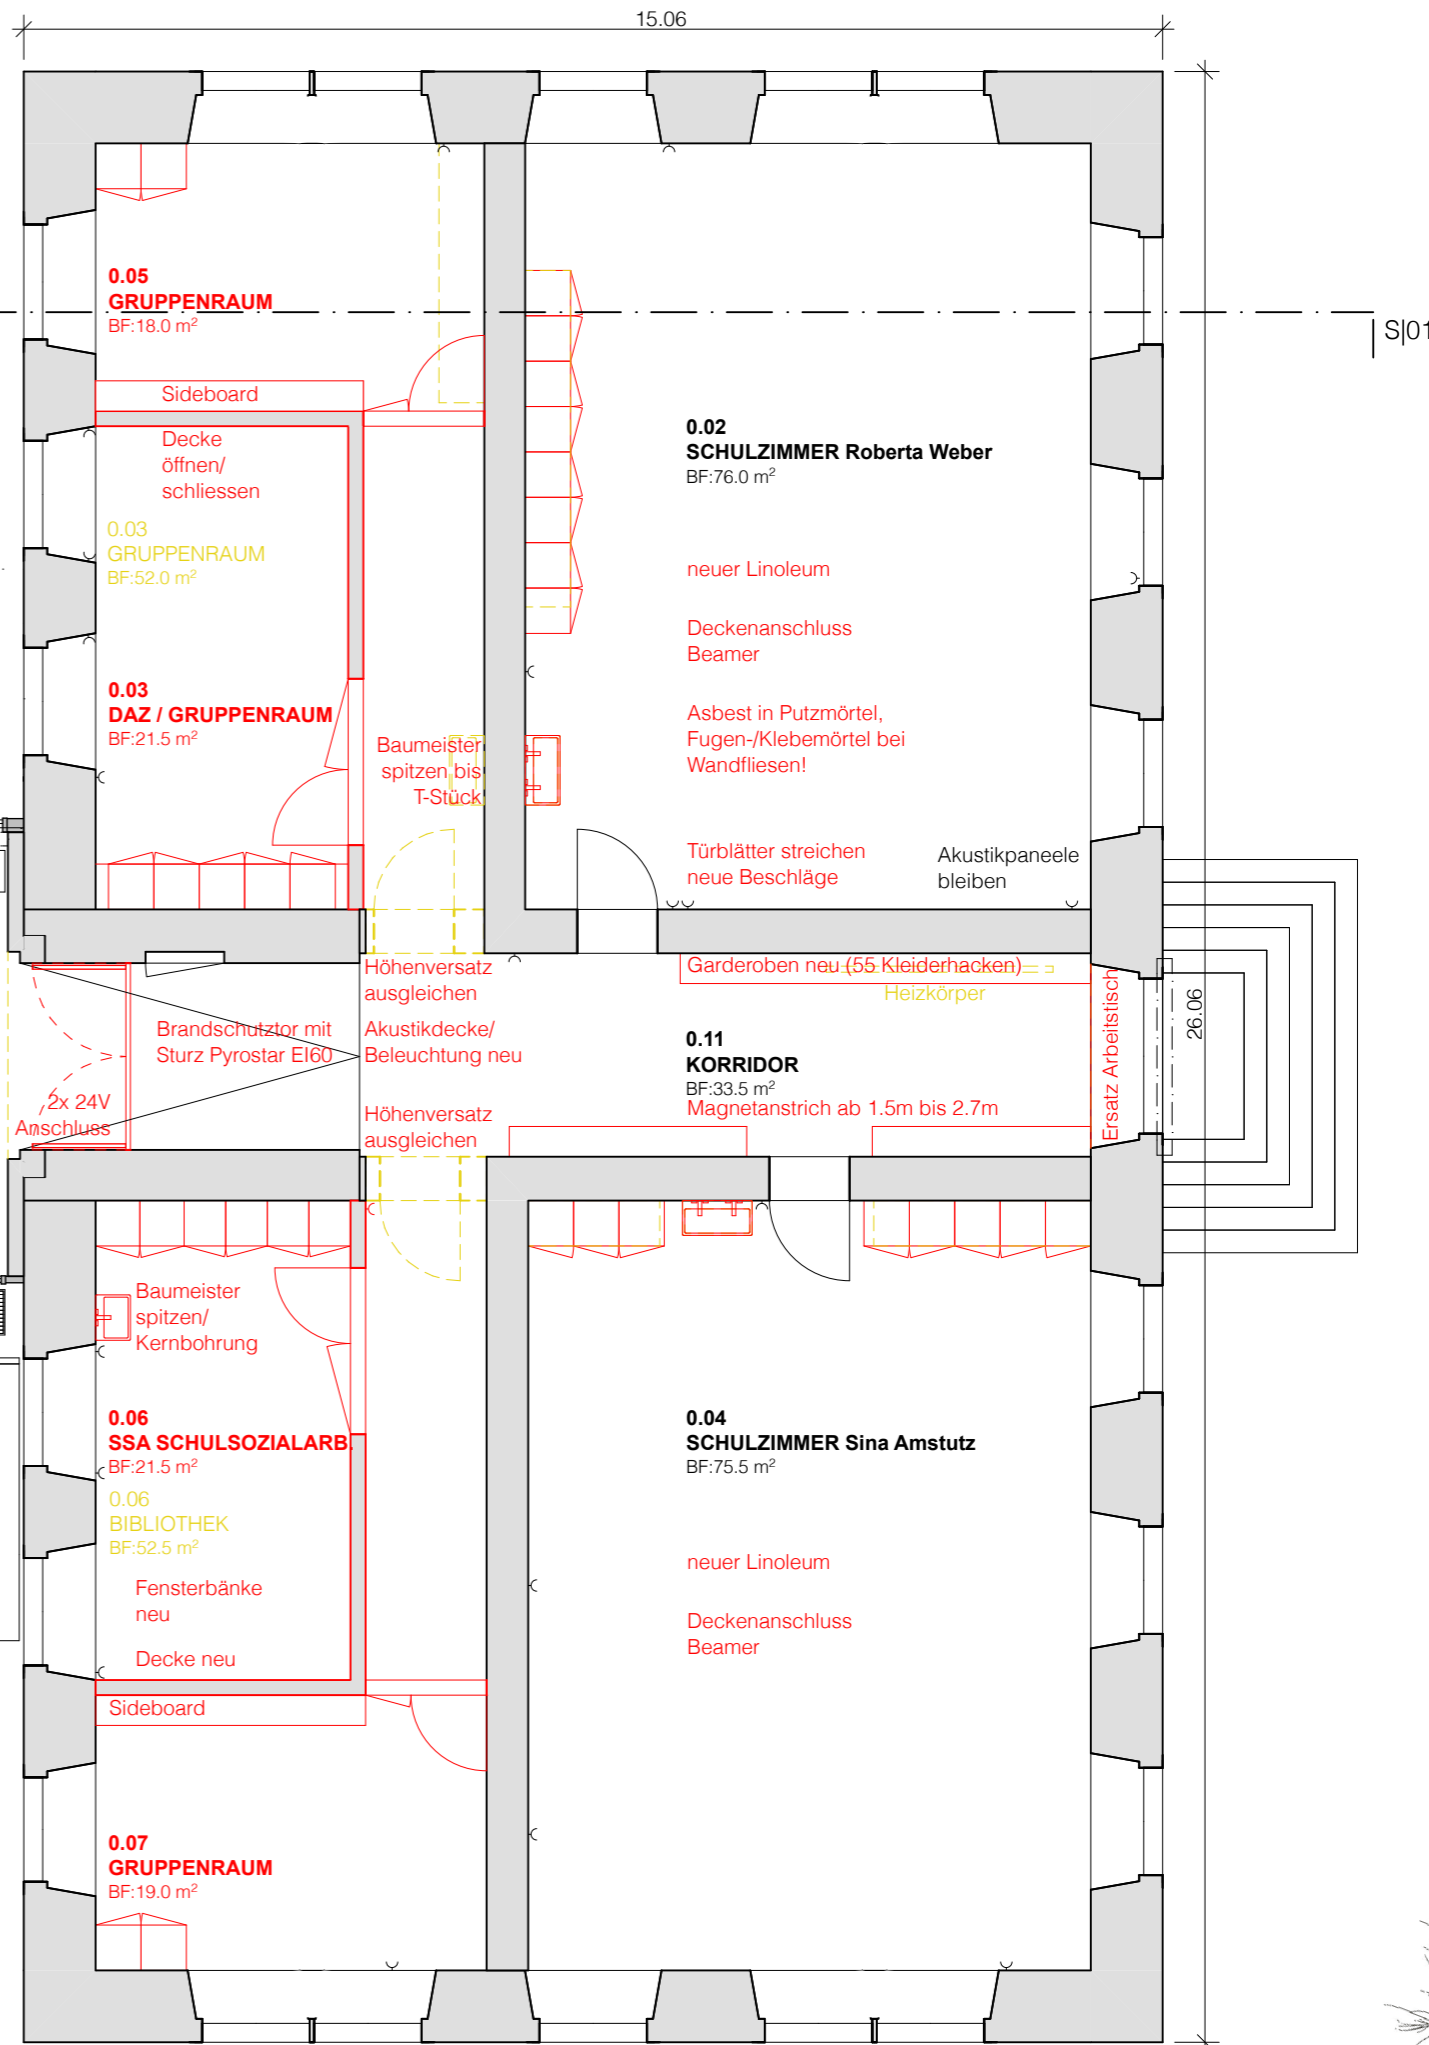 15.06
S|01
0.05
GRUPPENRAUM
BF:18.0 m²
Sideboard
Decke
öffnen/
schliessen
0.03
GRUPPENRAUM
BF:52.0 m²
0.03
DAZ / GRUPPENRAUM
BF:21.5 m²
Baumeister
spitzen bis
T-Stück
0.02
SCHULZIMMER Roberta Weber
BF:76.0 m²
neuer Linoleum
Deckenanschluss
Beamer
Asbest in Putzmörtel,
Fugen-/Klebemörtel bei
Wandfliesen!
Türblätter streichen
neue Beschläge
Akustikpaneele
bleiben
Höhenversatz
ausgleichen
Garderoben neu (55 Kleiderhacken)
Heizkörper
Brandschutztor mit
Sturz Pyrostar EI60
Akustikdecke/
Beleuchtung neu
0.11
KORRIDOR
BF:33.5 m²
Magnetanstrich ab 1.5m bis 2.7m
Ersatz Arbeitstisch
26.06
2x 24V
Anschluss
Höhenversatz
ausgleichen
Baumeister
spitzen/
Kernbohrung
0.06
SSA SCHULSOZIALARB.
BF:21.5 m²
0.06
BIBLIOTHEK
BF:52.5 m²
Fensterbänke
neu
Decke neu
Sideboard
0.04
SCHULZIMMER Sina Amstutz
BF:75.5 m²
neuer Linoleum
Deckenanschluss
Beamer
0.07
GRUPPENRAUM
BF:19.0 m²